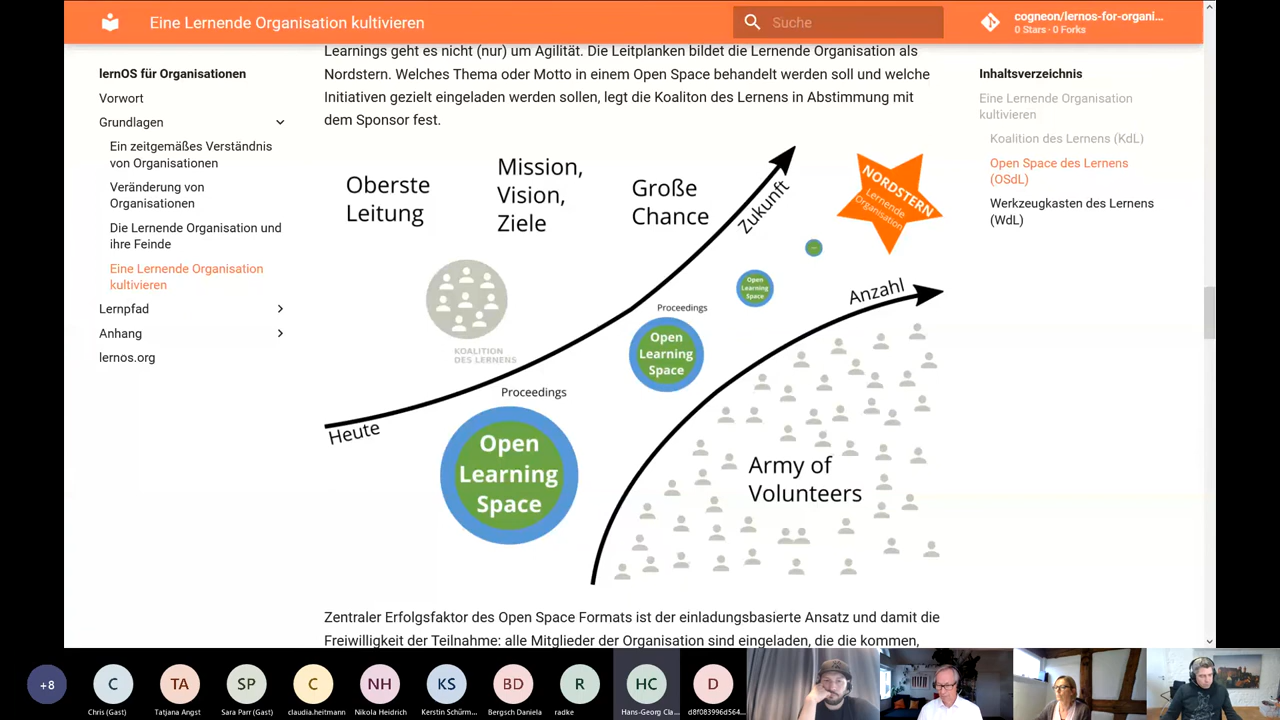 Eine Lernende Organisation kultivieren
Suche
cogneon/lernos-for-organi...
0 Stars · 0 Forks
lernOS für Organisationen
Vorwort
Grundlagen
Ein zeitgemäßes Verständnis
von Organisationen
Veränderung von
Organisationen
Die Lernende Organisation und
ihre Feinde
Eine Lernende Organisation
kultivieren
Lernpfad
Anhang
lernos.org
Learnings geht es nicht (nur) um Agilität. Die Leitplanken bildet die Lernende Organisation als
Nordstern. Welches Thema oder Motto in einem Open Space behandelt werden soll und welche
Initiativen gezielt eingeladen werden sollen, legt die Koaliton des Lernens in Abstimmung mit
dem Sponsor fest.
Oberste
Leitung
Mission,
Vision,
Ziele
Große
Chance
Zukunft
NORDSTERN
Lernende
Organisation
KOALITION
DES LERNENS
Heute
Proceedings
Open
Learning
Space
Proceedings
Open
Learning
Space
Open
Learning
Space
Anzahl
Army of
Volunteers
Zentraler Erfolgsfaktor des Open Space Formats ist der einladungsbasierte Ansatz und damit die
Freiwilligkeit der Teilnahme: alle Mitglieder der Organisation sind eingeladen, die die kommen,
Inhaltsverzeichnis
Eine Lernende Organisation
kultivieren
Koalition des Lernens (KdL)
Open Space des Lernens
(OSdL)
Werkzeugkasten des Lernens
(WdL)
+8
C
TA
SP
C
NH
KS
BD
R
HC
D
Chris (Gast)
Tatjana Angst
Sara Parr (Gast)
claudia.heitmann
Nikola Heidrich
Kerstin Schürm...
Bergsch Daniela
radke
Hans-Georg Cla...
d8f083996d564...